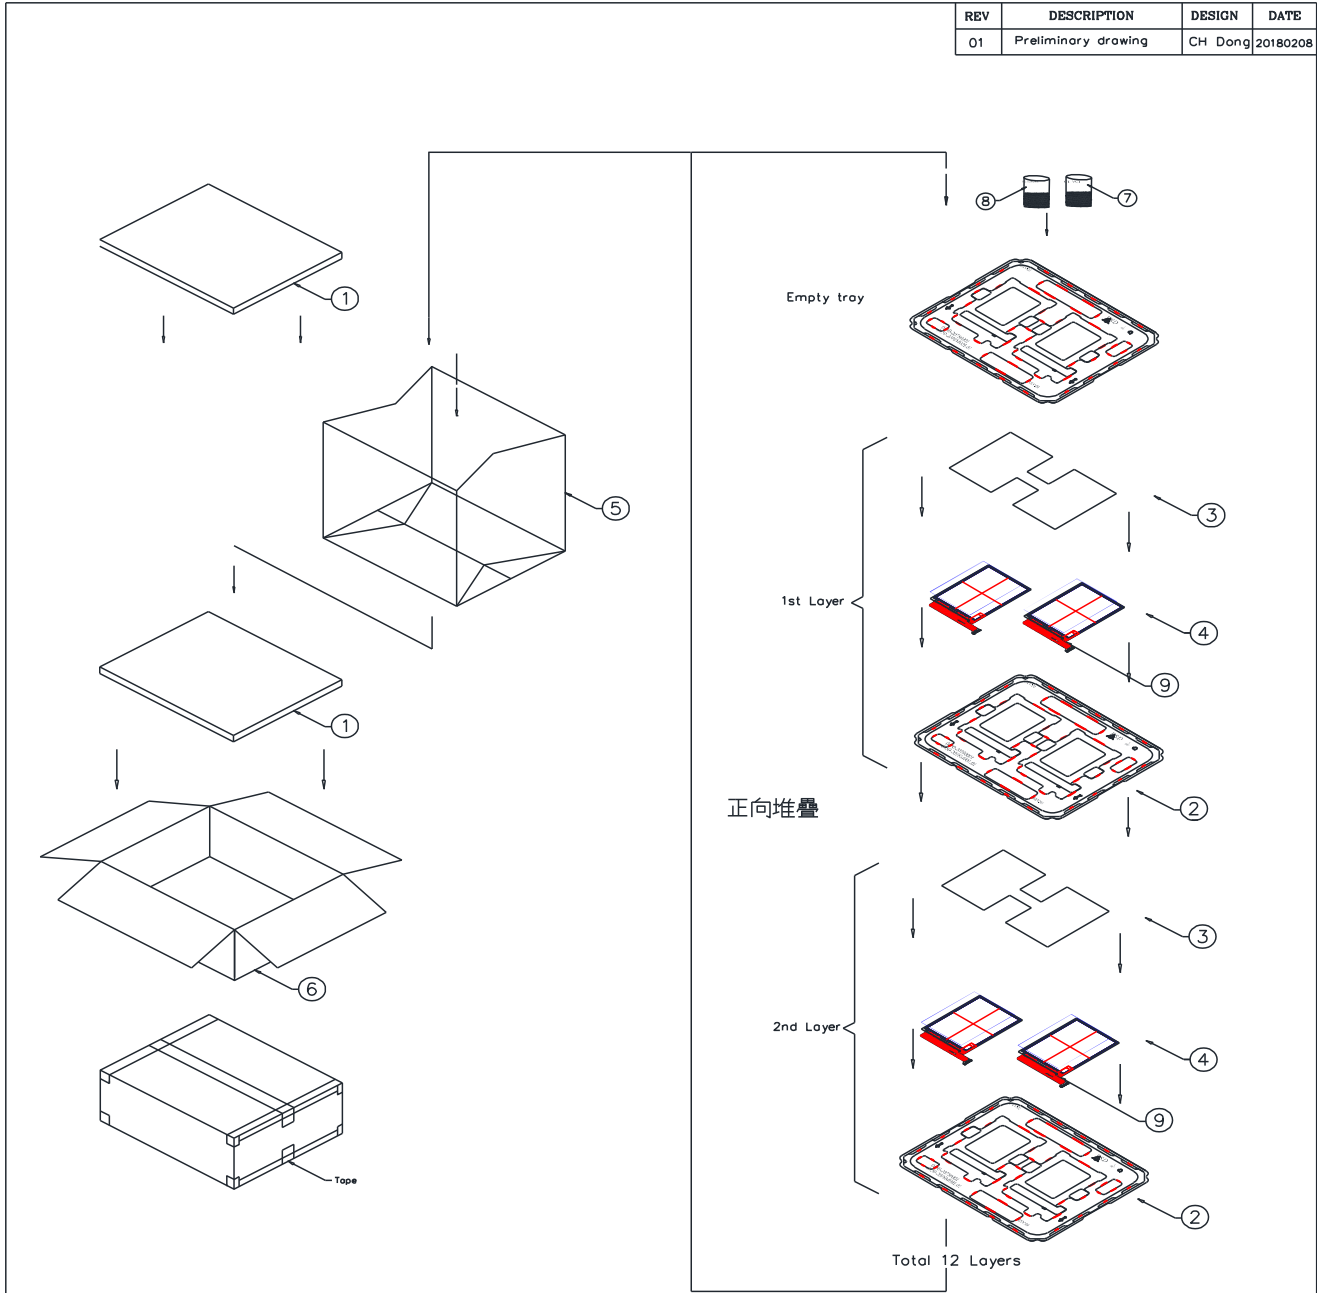 REV DESCRIPTION DESIGN DATE
01 Preliminary drawing CH Dong 20180208
8 7
Empty tray
1
3
5
1st Layer
4
9
1
2
正向堆疊
3
6
2nd Layer
4
9
Tape
2
Total 12 Layers